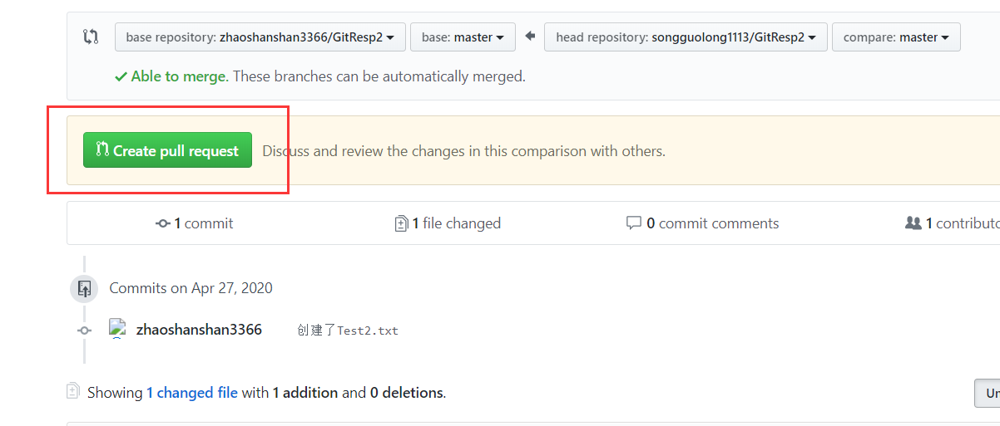 base repository: zhaoshanshan3366/GitResp2 base: master head repository: songguolong1113/GitResp2 compare: master
Able to merge. These branches can be automatically merged.
Create pull request Discuss and review the changes in this comparison with others.
1 commit 1 file changed 0 commit comments 1 contributo
Commits on Apr 27, 2020
zhaoshanshan3366 创建了Test2.txt
Showing 1 changed file with 1 addition and 0 deletions.